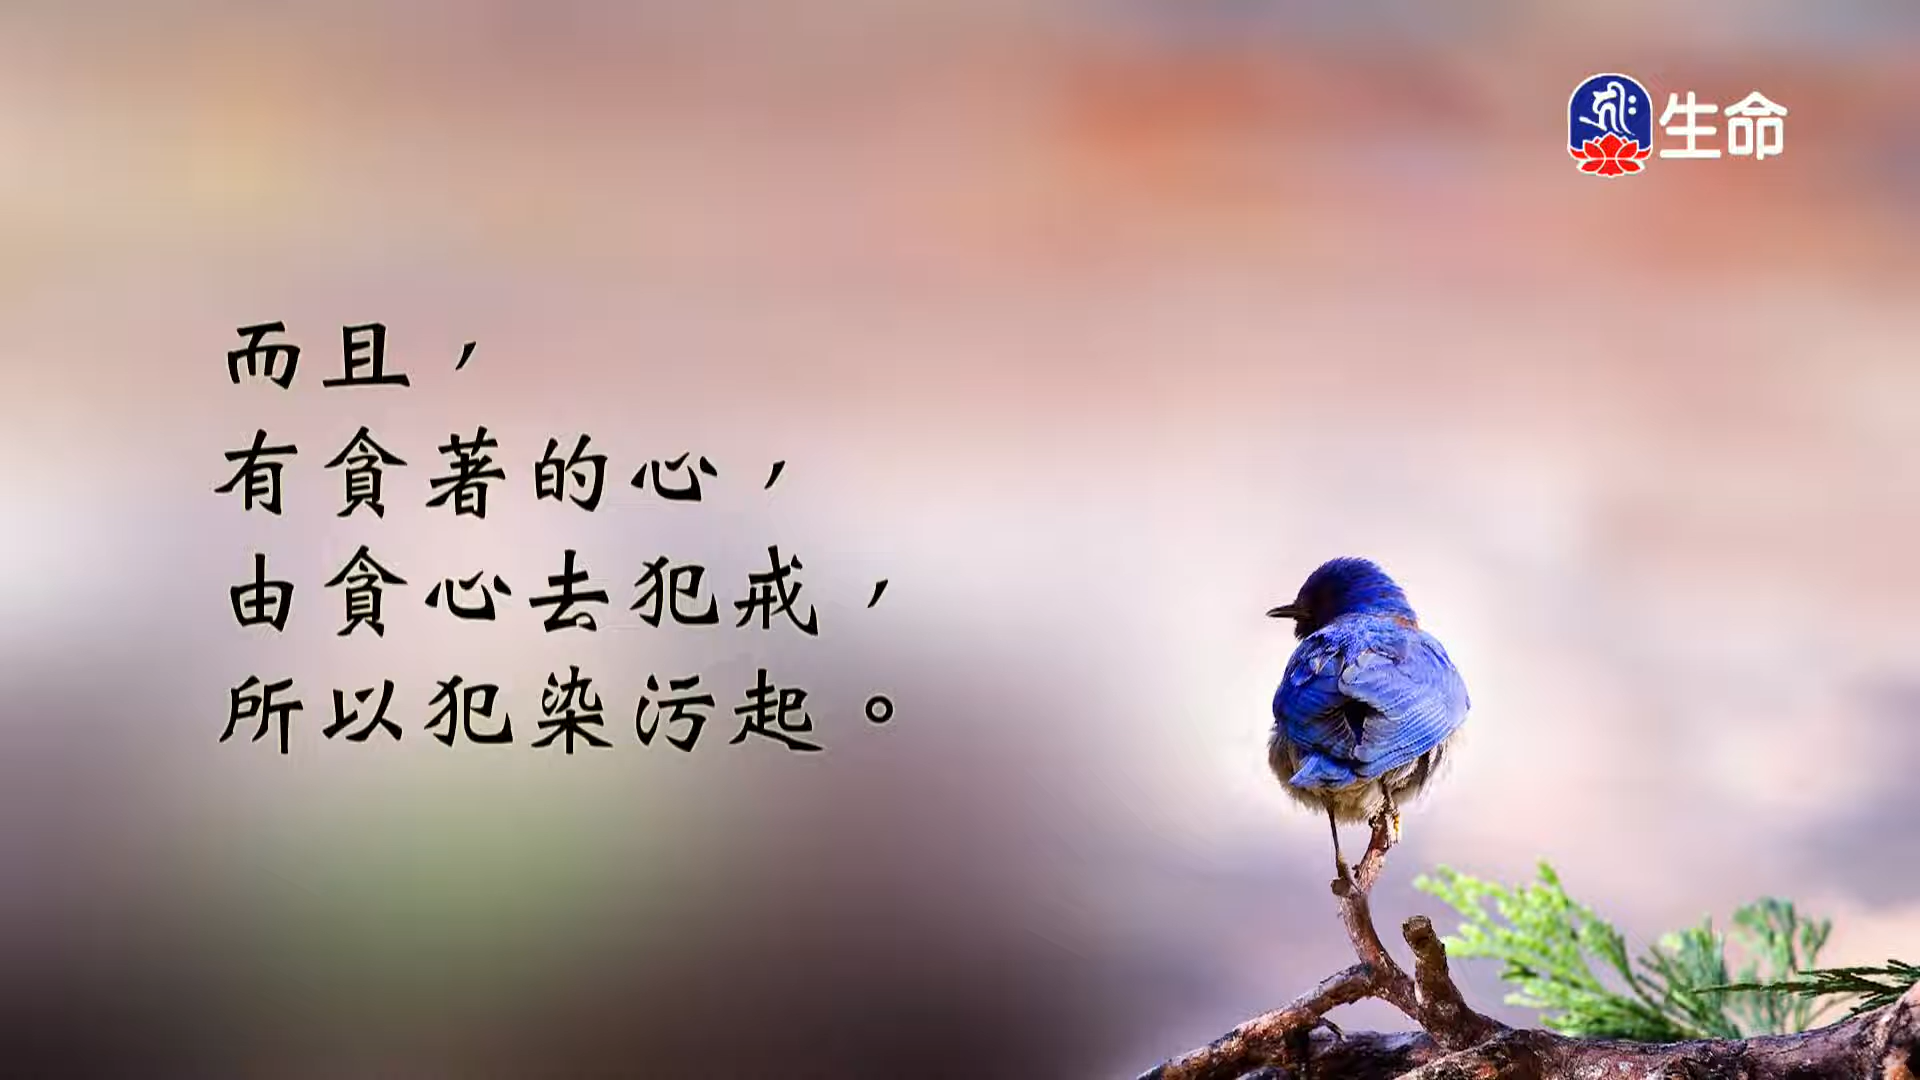 生命
而且，
有貪著的心，
由貪心去犯戒，
所以犯染污起。